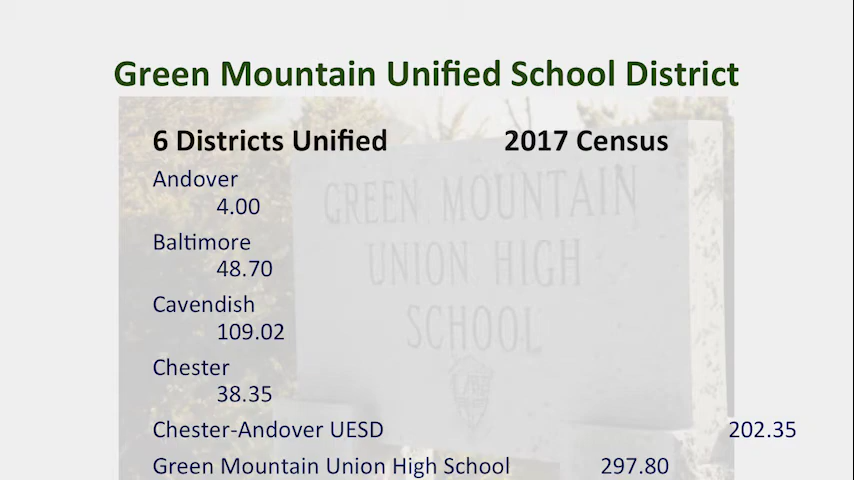 Green Mountain Unified School District
6 Districts Unified 2017 Census
Andover
4.00
Baltimore
48.70
Cavendish
109.02
Chester
38.35
Chester-Andover UESD 202.35
Green Mountain Union High School 297.80
GREEN MOUNTAIN
UNION HIGH
SCHOOL